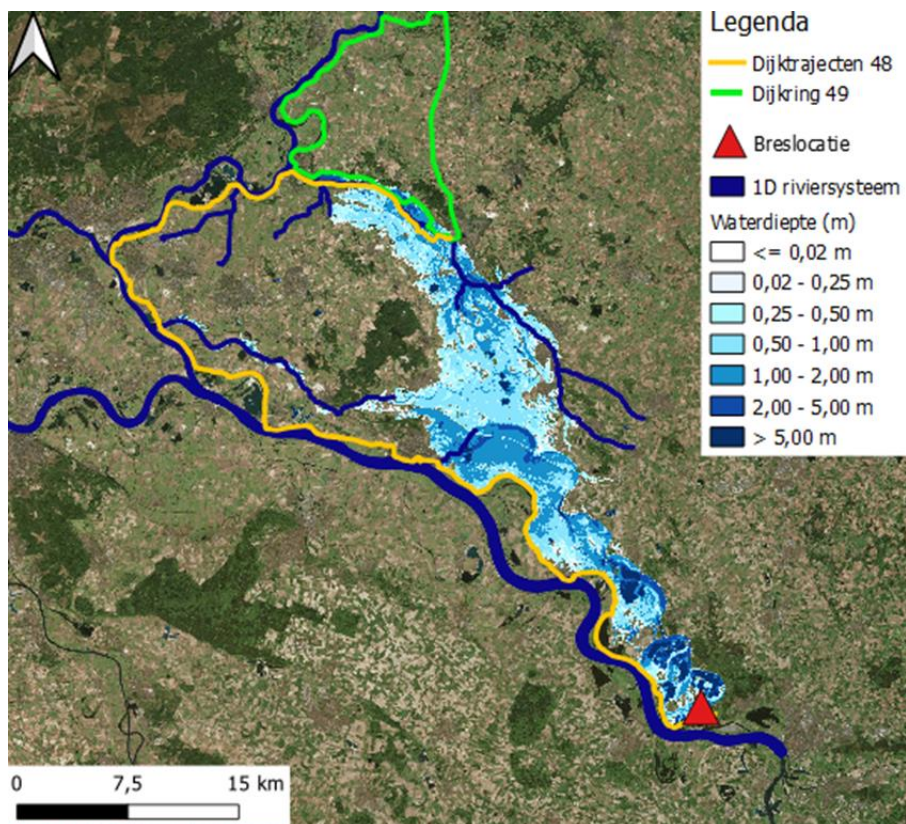 Legenda
Dijktrajecten 48
Dijkring 49
Breslocatie
1D riviersysteem
Waterdiepte (m)
<= 0,02 m
0,02 - 0,25 m
0,25 - 0,50 m
0,50 - 1,00 m
1,00 - 2,00 m
2,00 - 5,00 m
> 5,00 m
0 7,5 15 km